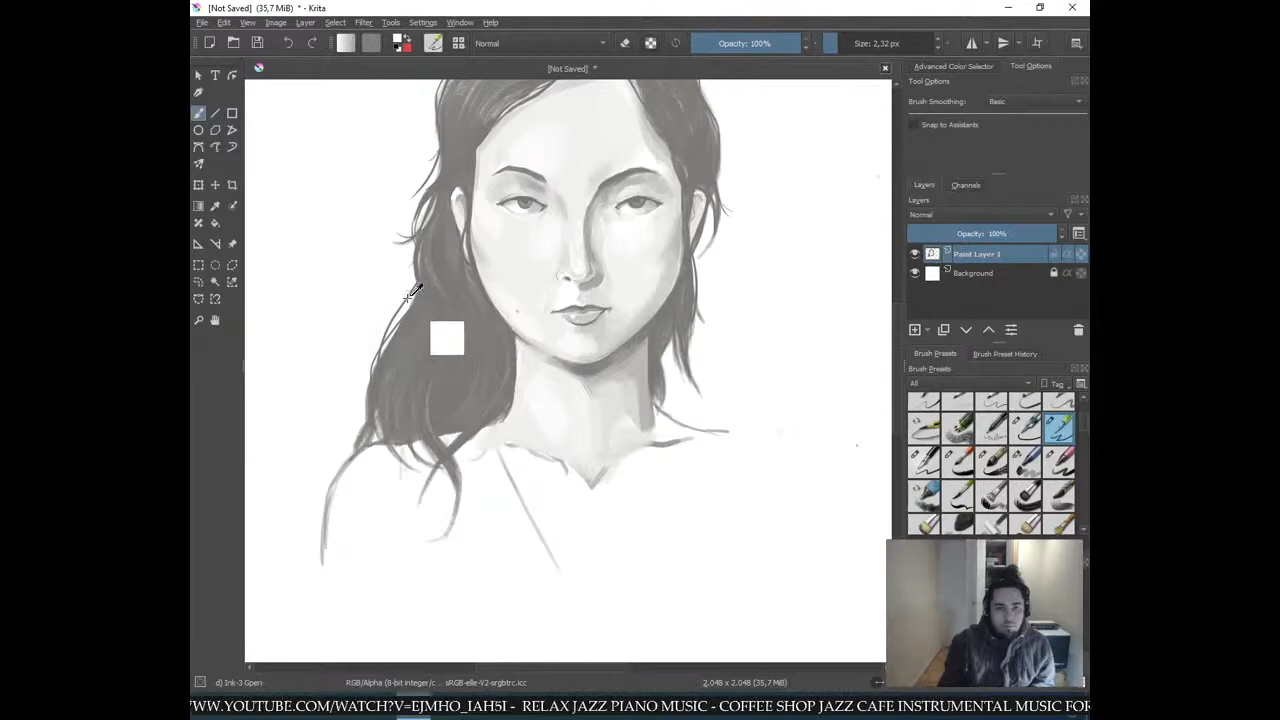 [Not Saved] (35,7 MiB) * - Krita
File Edit View Image Layer Select Filter Tools Settings Window Help
Normal
Opacity: 100%
Size: 2,32 px
[Not Saved] *
Advanced Color Selector
Tool Options
Tool Options
Brush Smoothing: Basic
Snap to Assistants
Layers
Channels
Layers
Normal
Opacity: 100%
Paint Layer 1
Background
Brush Presets
Brush Preset History
Brush Presets
All
Tag
d) Ink-3 Gpen
RGB/Alpha (8-bit integer/c...
sRGB-elle-V2-srgbtrc.icc
2.048 x 2.048 (35,7 MiB)
WW.YOUTUBE.COM/WATCH?V=EJMHO_IAH5I - RELAX JAZZ PIANO MUSIC - COFFEE SHOP JAZZ CAFE INSTRUMENTAL MUSIC FOR